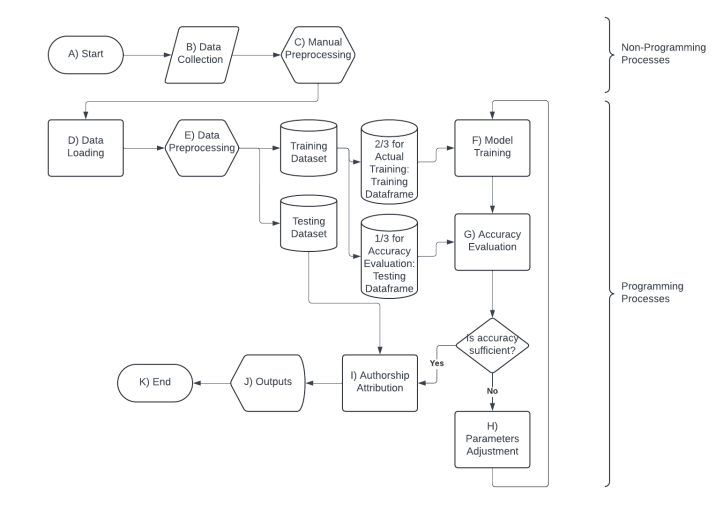 A) Start
B) Data
Collection
C) Manual
Preprocessing
Non-Programming
Processes
D) Data
Loading
E) Data
Preprocessing
Training
Dataset
2/3 for
Actual
Training:
Training
Dataframe
F) Model
Training
Testing
Dataset
1/3 for
Accuracy
Evaluation:
Testing
Dataframe
G) Accuracy
Evaluation
Programming
Processes
Is accuracy
sufficient?
Yes
No
K) End
J) Outputs
I) Authorship
Attribution
H)
Parameters
Adjustment